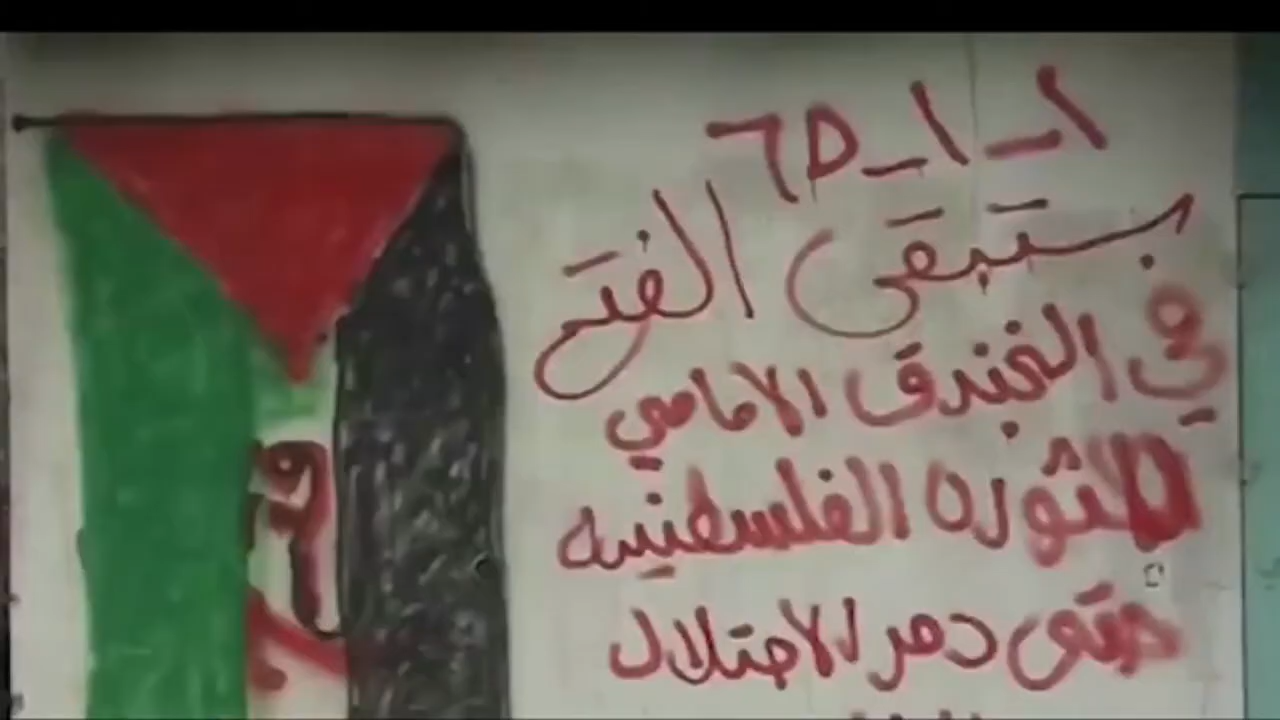 ١-١-٦٥
ستبقى الفتح
في الخندق الامامي
للثوره الفلسطينيه
حتى دحر الاحتلال